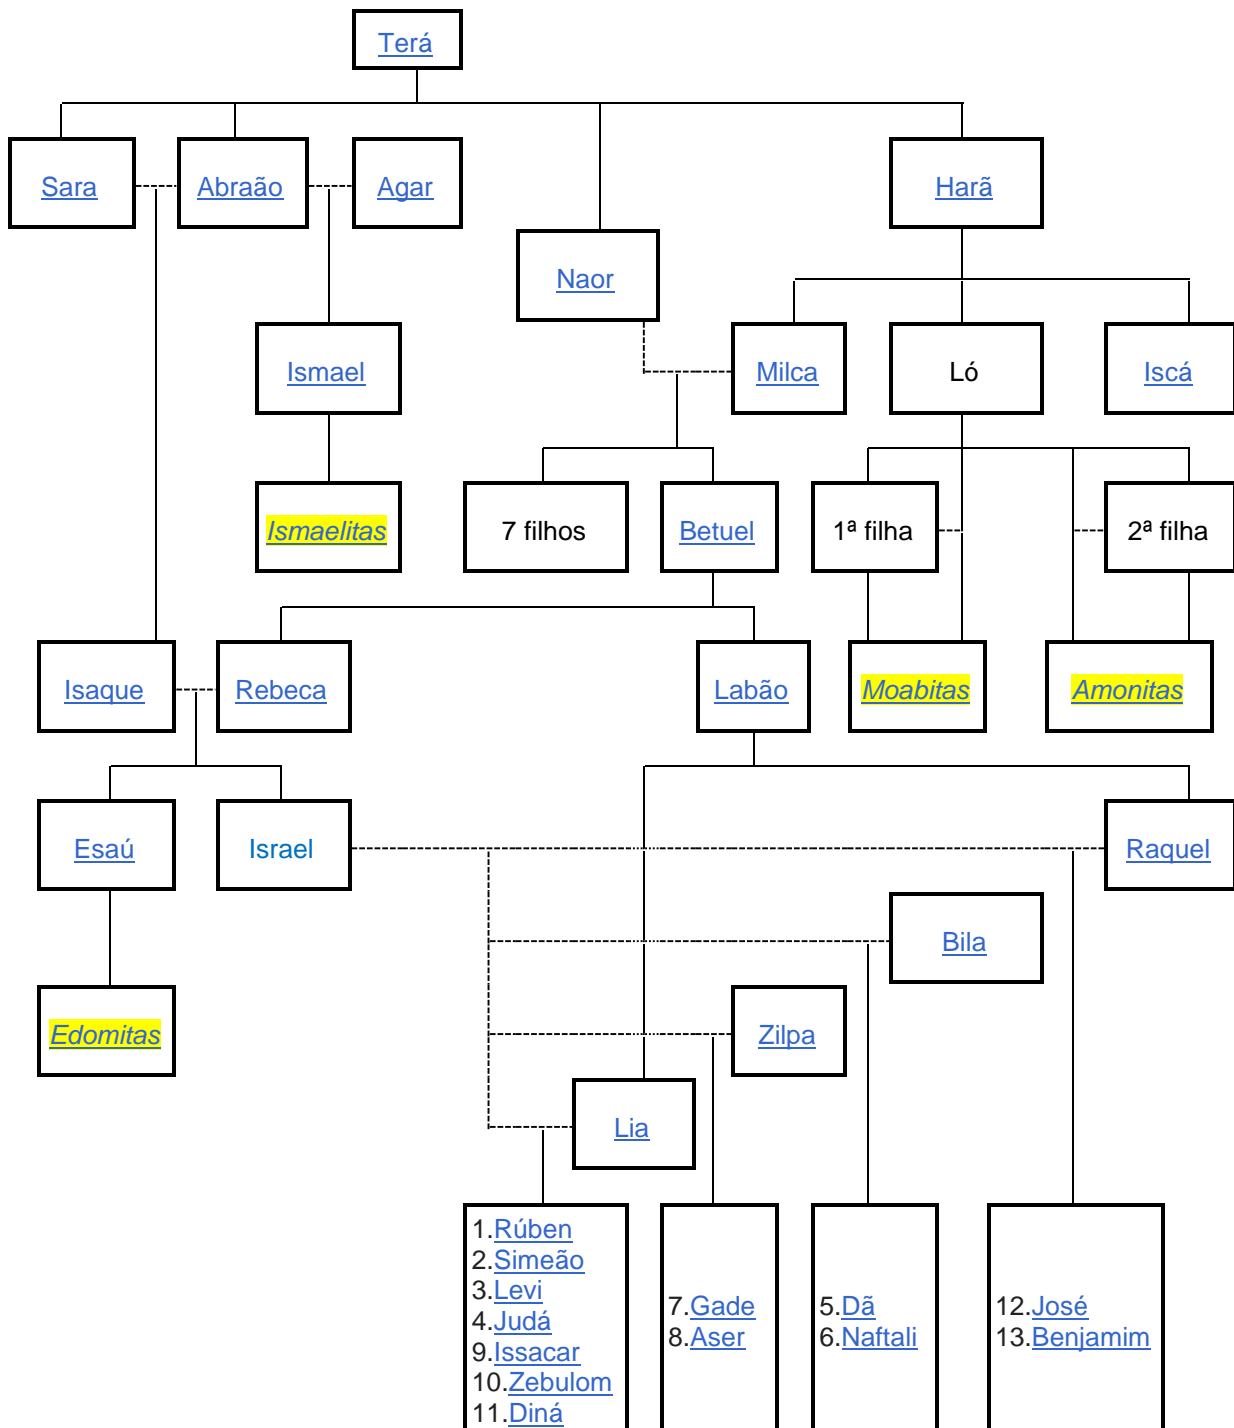 Terá
Sara
Abraão
Agar
Harã
Naor
Ismael
Milca
Ló
Iscá
Ismaelitas
7 filhos
Betuel
1ª filha
2ª filha
Isaque
Rebeca
Labão
Moabitas
Amonitas
Esaú
Israel
Raquel
Bila
Edomitas
Zilpa
Lia
1.Rúben
2.Simeão
3.Levi
4.Judá
9.Issacar
10.Zebulom
11.Diná
7.Gade
8.Aser
5.Dã
6.Naftali
12.José
13.Benjamim